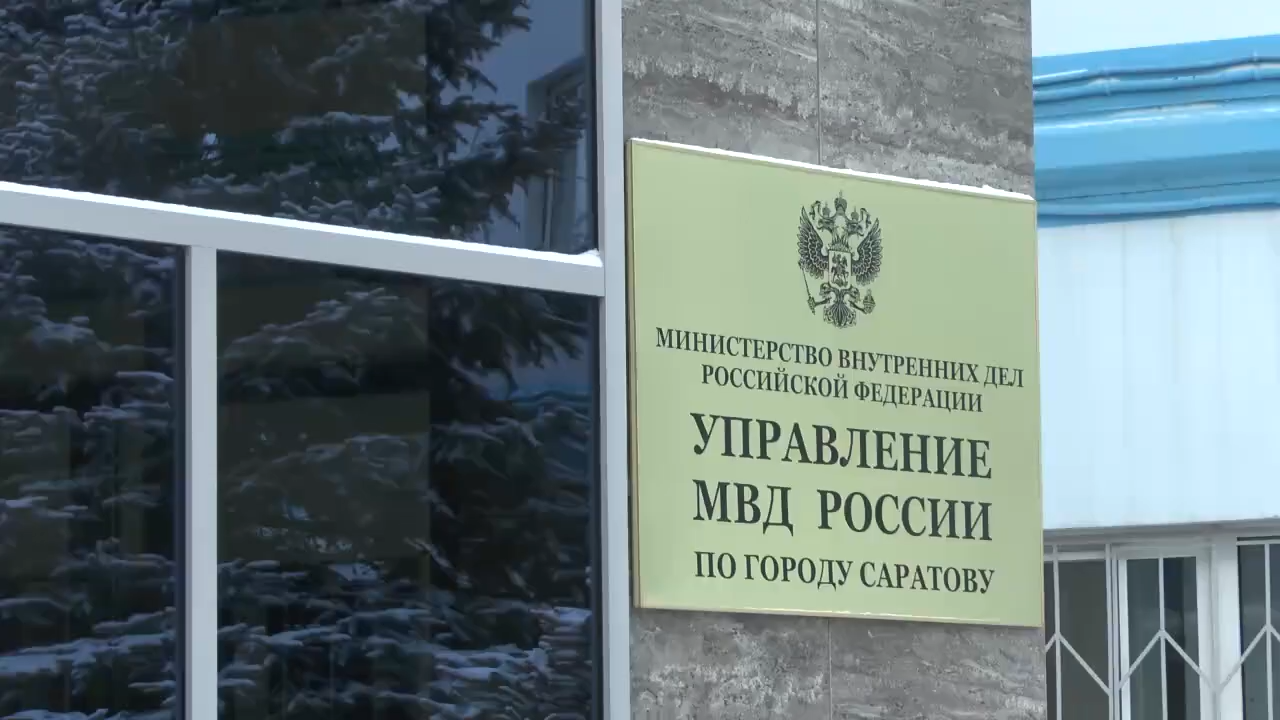 МИНИСТЕРСТВО ВНУТРЕННИХ ДЕЛ
РОССИЙСКОЙ ФЕДЕРАЦИИ
УПРАВЛЕНИЕ
МВД РОССИИ
ПО ГОРОДУ САРАТОВУ